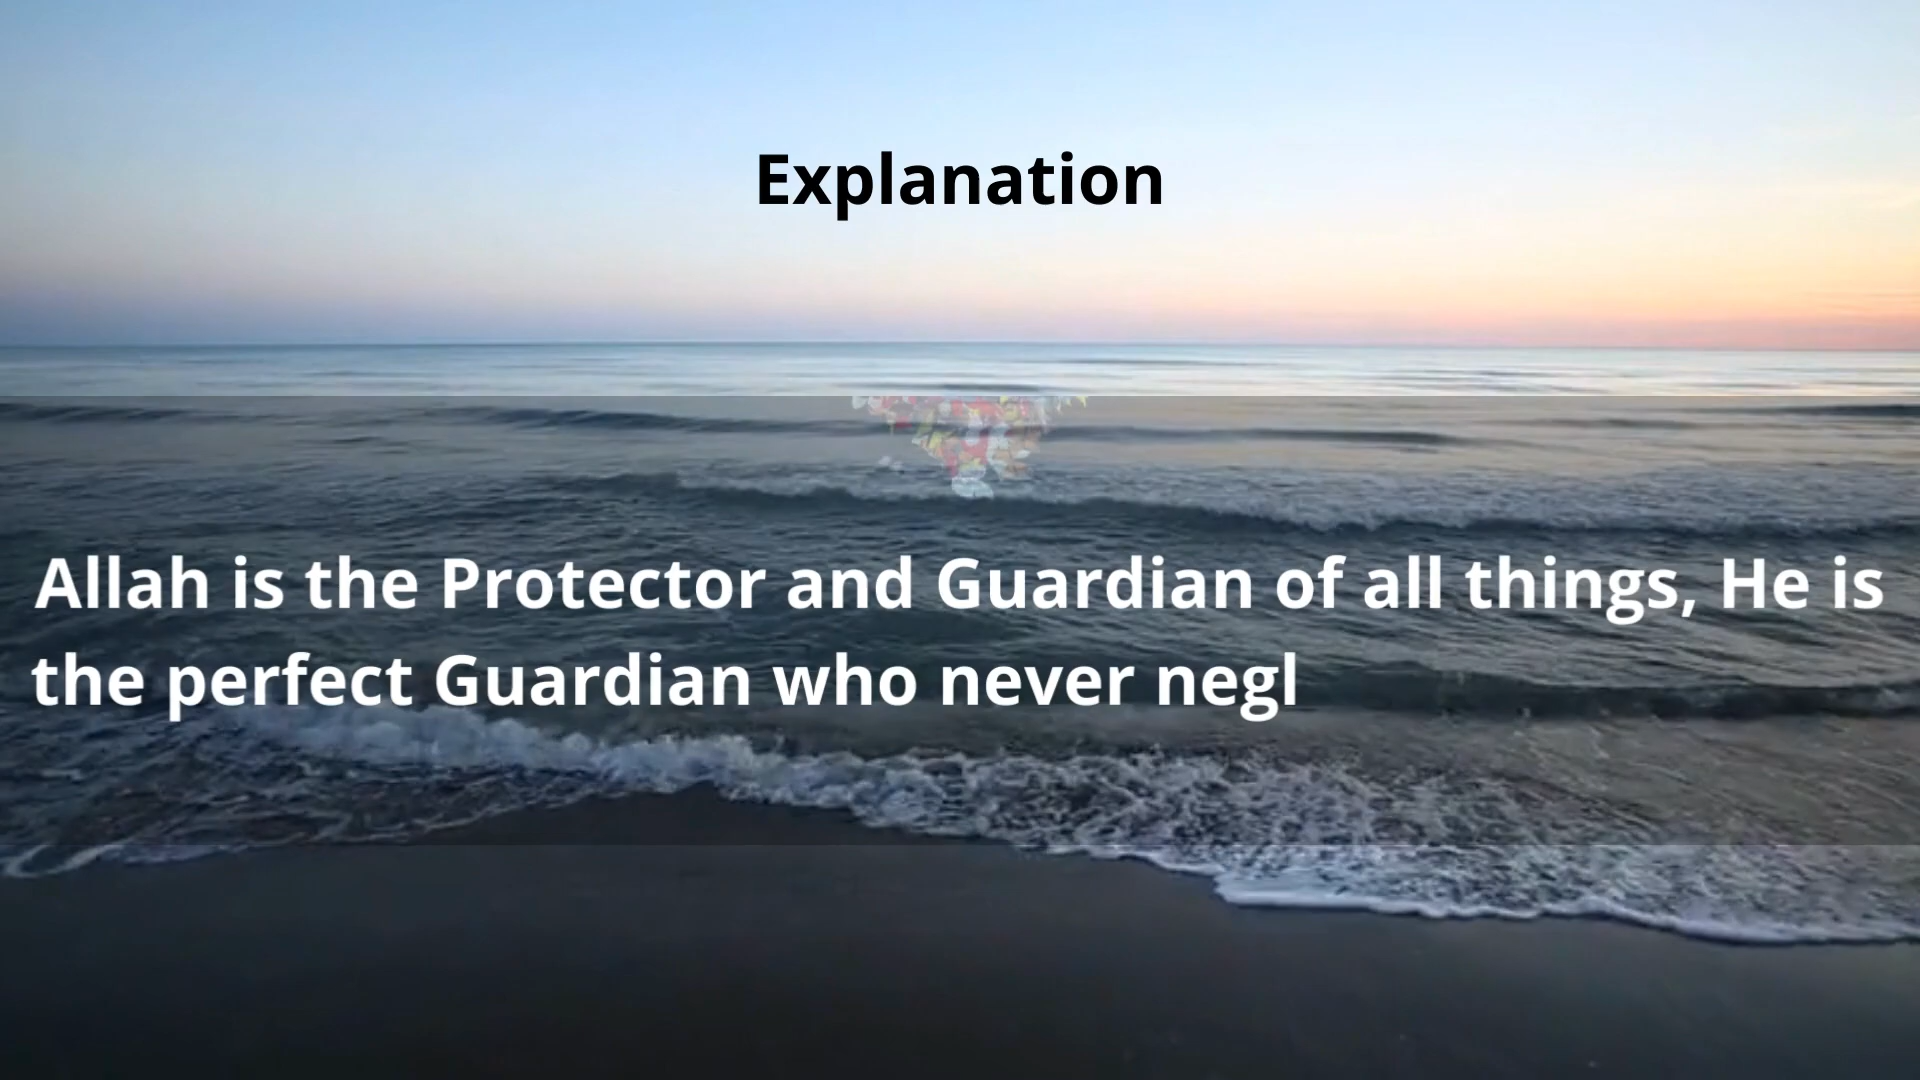 Explanation
Allah is the Protector and Guardian of all things, He is
the perfect Guardian who never negl